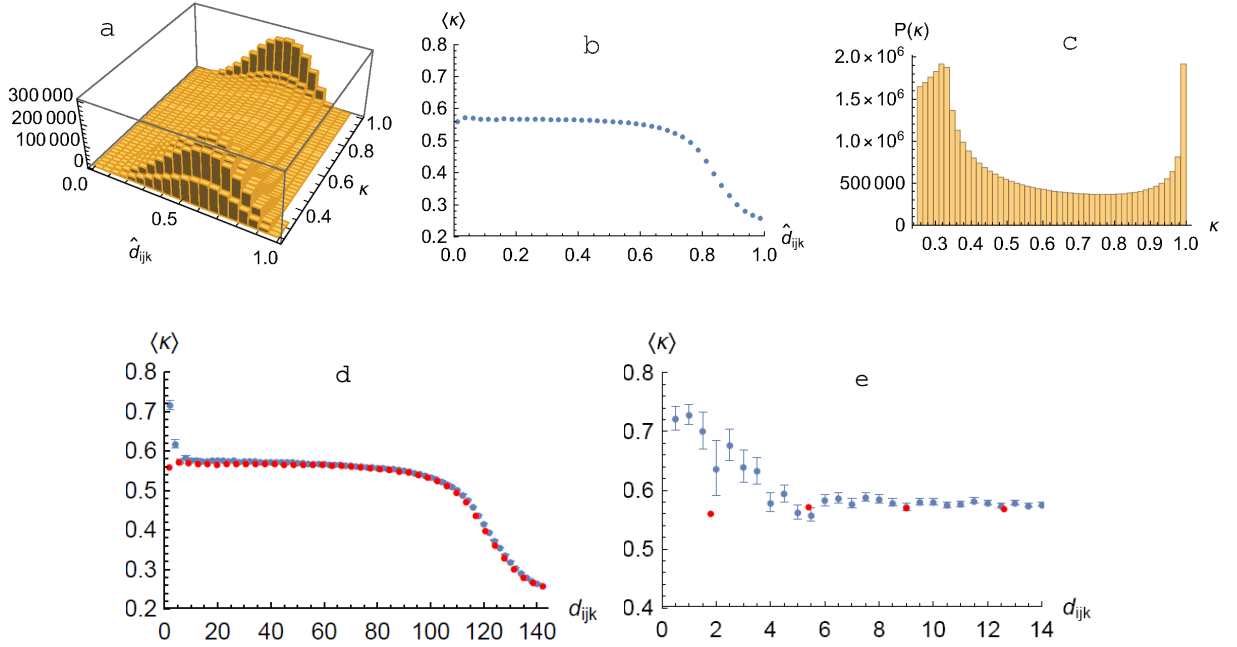 a
300 000
200 000
100 000
0
0.0
0.5
1.0
d̂ijk
0.4
0.6
0.8
1.0
κ
⟨κ⟩
b
0.8
0.7
0.6
0.5
0.4
0.3
0.2
0.0 0.2 0.4 0.6 0.8 1.0
d̂ijk
P(κ)
c
2.0 × 10⁶
1.5 × 10⁶
1.0 × 10⁶
500 000
0
0.3 0.4 0.5 0.6 0.7 0.8 0.9 1.0
κ
⟨κ⟩
d
0.8
0.7
0.6
0.5
0.4
0.3
0.2
0 20 40 60 80 100 120 140
dijk
⟨κ⟩
e
0.8
0.7
0.6
0.5
0.4
0 2 4 6 8 10 12 14
dijk